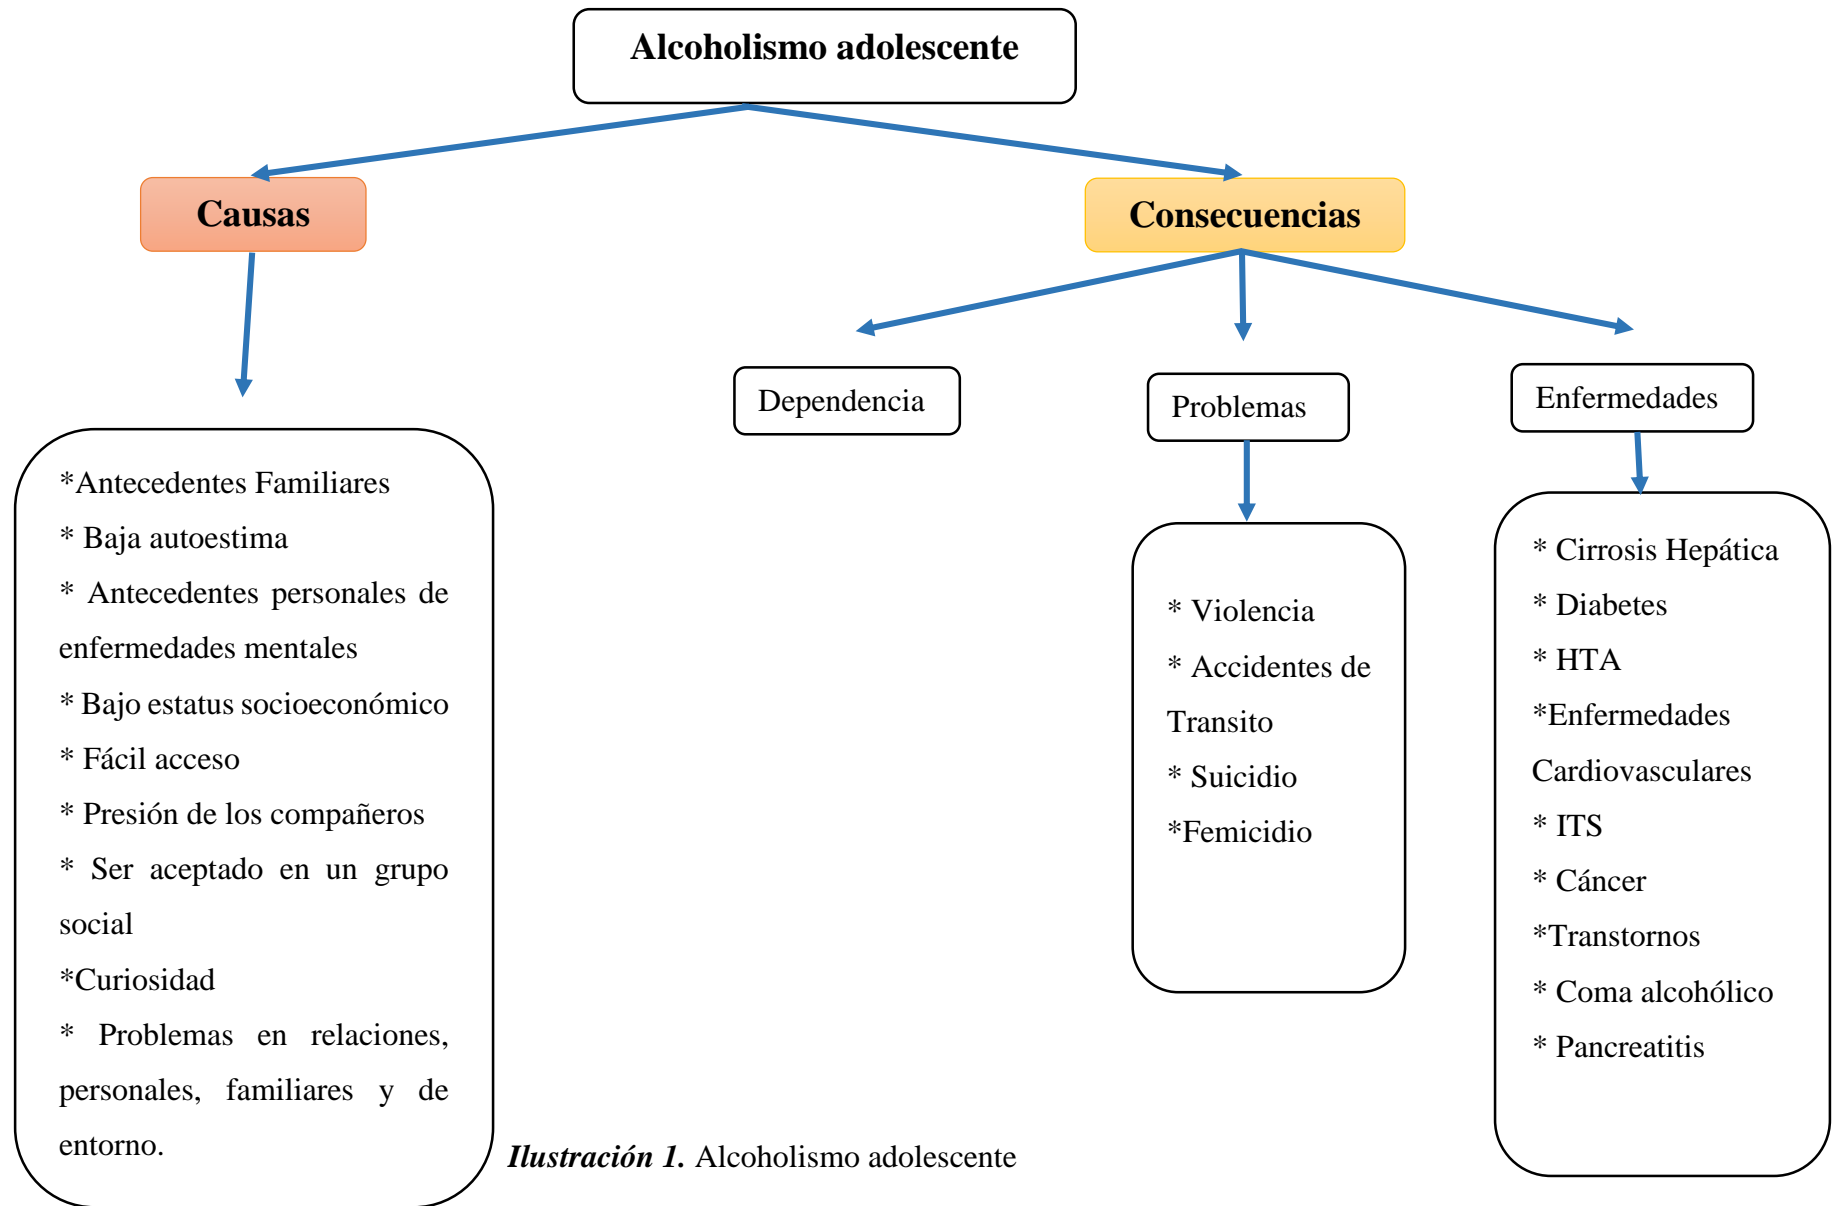 Alcoholismo adolescente
Causas
Consecuencias
Dependencia
Problemas
Enfermedades
*Antecedentes Familiares
* Baja autoestima
* Antecedentes personales de
enfermedades mentales
* Bajo estatus socioeconómico
* Fácil acceso
* Presión de los compañeros
* Ser aceptado en un grupo
social
*Curiosidad
* Problemas en relaciones,
personales, familiares y de
entorno.
* Violencia
* Accidentes de
Transito
* Suicidio
*Femicidio
* Cirrosis Hepática
* Diabetes
* HTA
*Enfermedades
Cardiovasculares
* ITS
* Cáncer
*Transtornos
* Coma alcohólico
* Pancreatitis
Ilustración 1. Alcoholismo adolescente